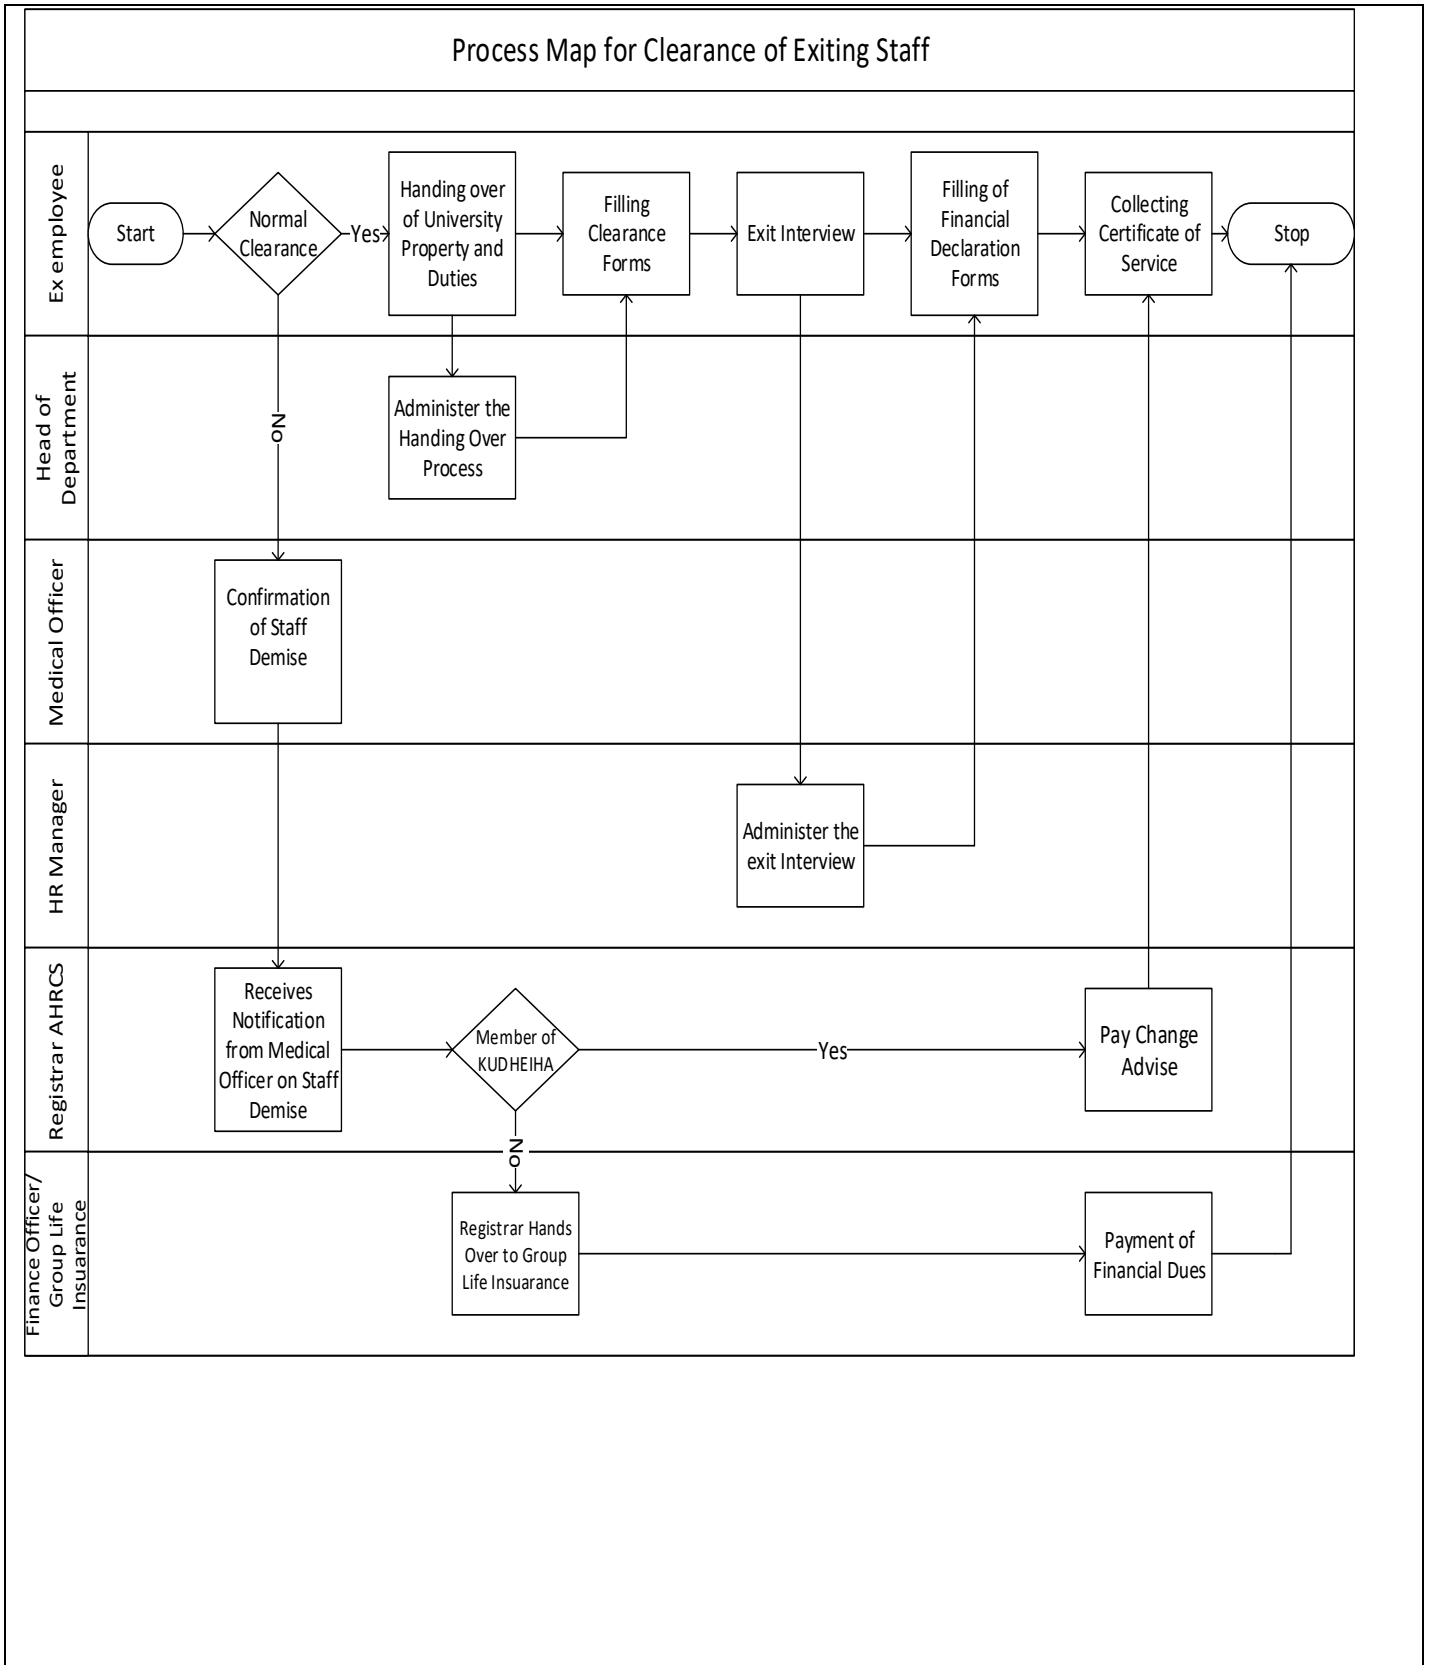 Process Map for Clearance of Exiting Staff
Ex employee
Start
Normal
Clearance
Yes
Handing over
of University
Property and
Duties
Filling
Clearance
Forms
Exit Interview
Filling of
Financial
Declaration
Forms
Collecting
Certificate of
Service
Stop
Head of
Department
No
Administer the
Handing Over
Process
Medical Officer
Confirmation
of Staff
Demise
HR Manager
Administer the
exit Interview
Registrar AHRCS
Receives
Notification
from Medical
Officer on Staff
Demise
Member of
KUDHEIHA
Yes
Pay Change
Advise
No
Finance Officer/
Group Life
Insuarance
Registrar Hands
Over to Group
Life Insuarance
Payment of
Financial Dues